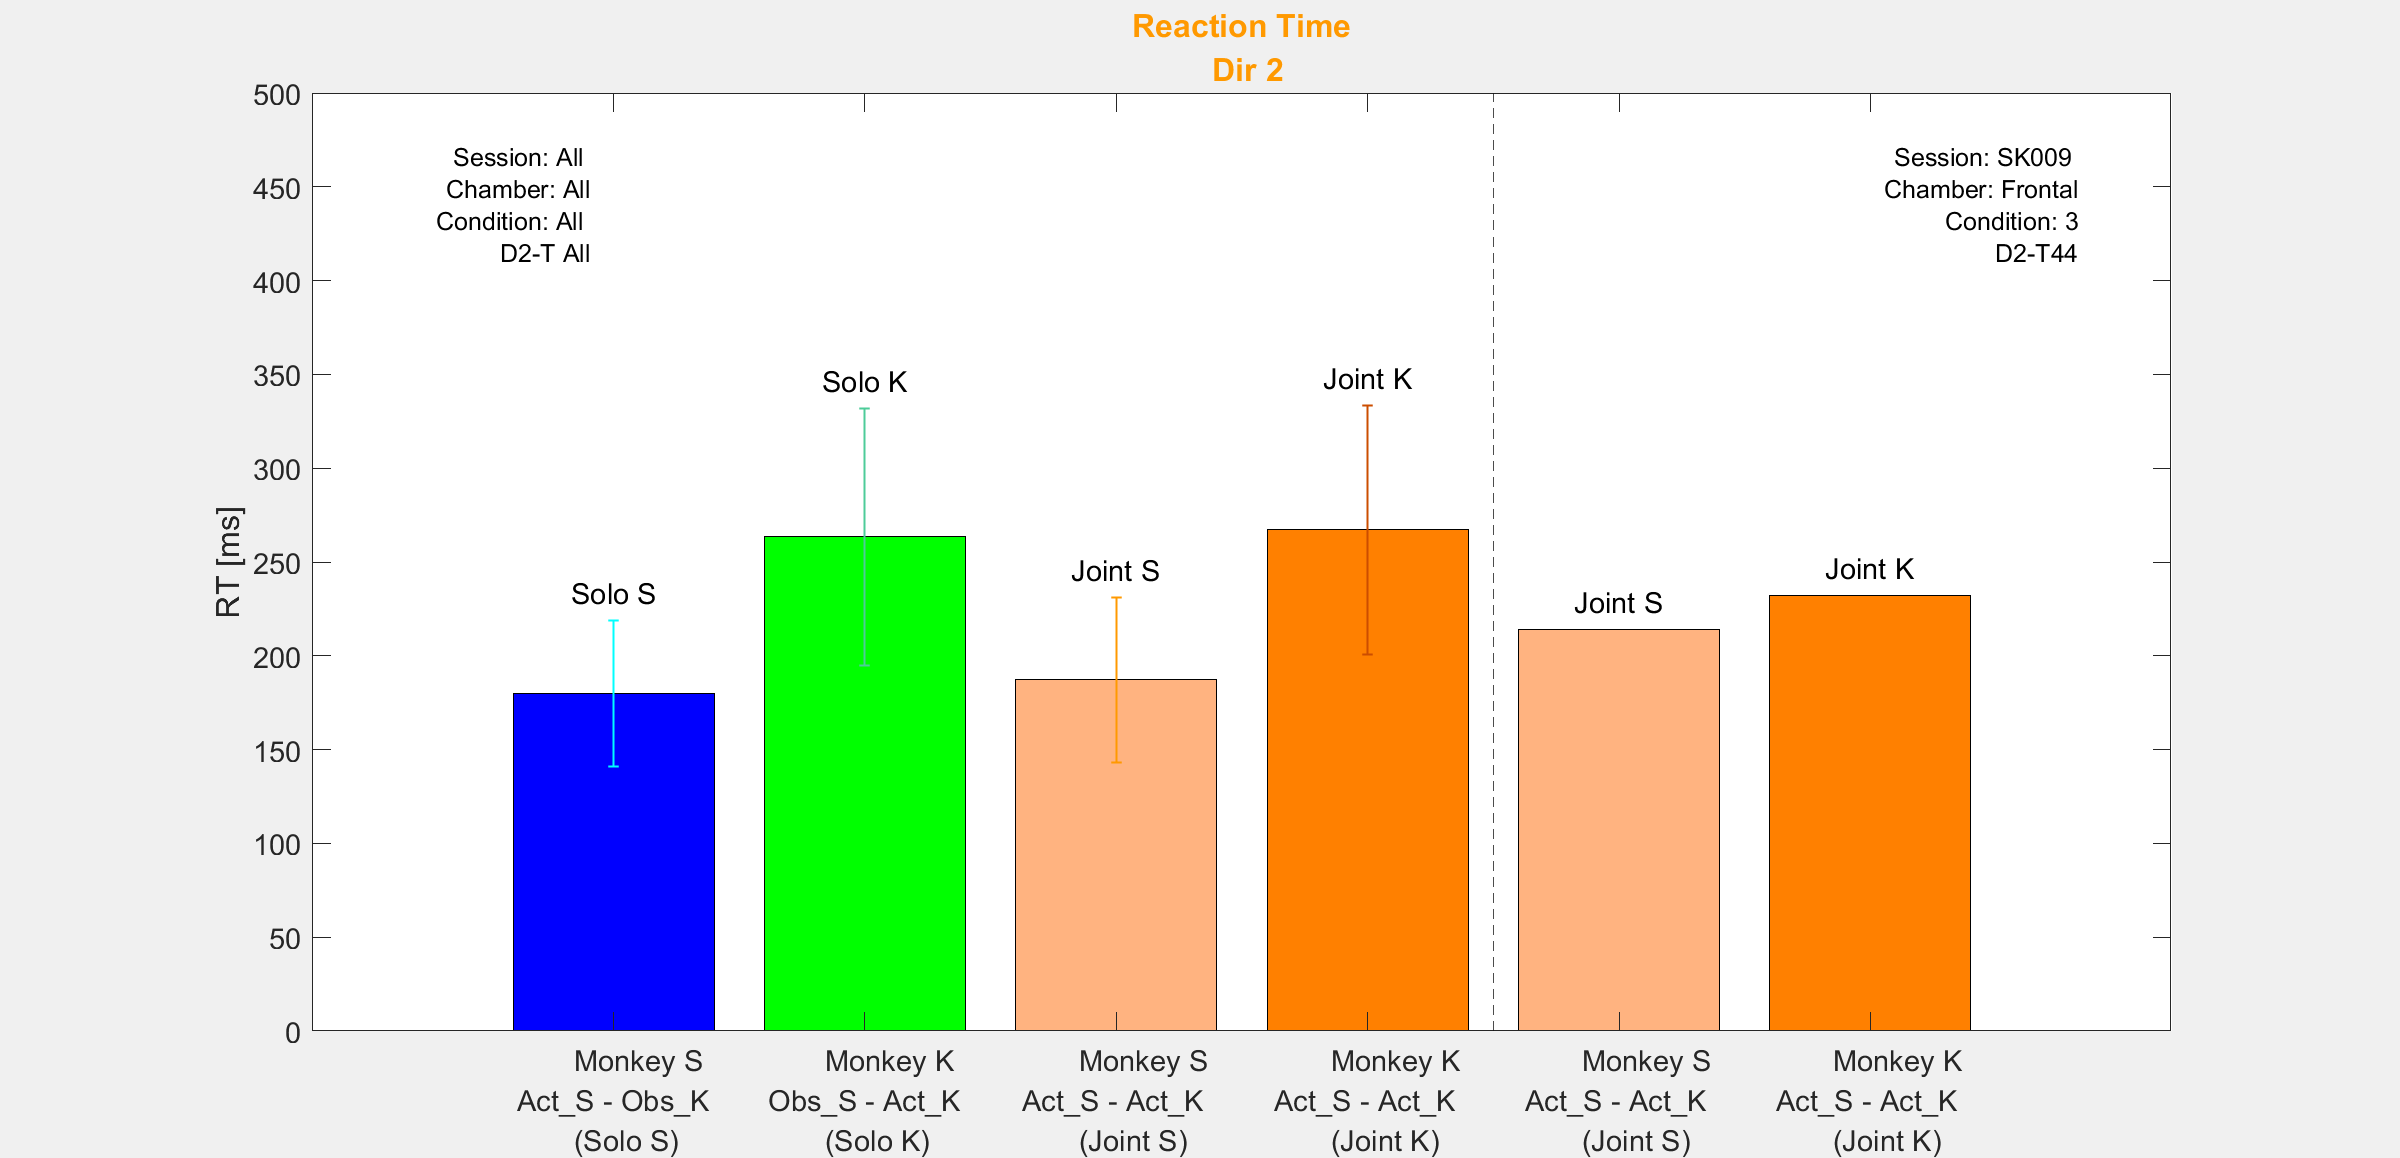 Reaction Time
Dir 2
500
450
400
350
300
250
200
150
100
50
0
RT [ms]
Session: All
Chamber: All
Condition: All
D2-T All
Session: SK009
Chamber: Frontal
Condition: 3
D2-T44
Solo S
Solo K
Joint S
Joint K
Joint S
Joint K
Monkey S
Act_S - Obs_K
(Solo S)
Monkey K
Obs_S - Act_K
(Solo K)
Monkey S
Act_S - Act_K
(Joint S)
Monkey K
Act_S - Act_K
(Joint K)
Monkey S
Act_S - Act_K
(Joint S)
Monkey K
Act_S - Act_K
(Joint K)